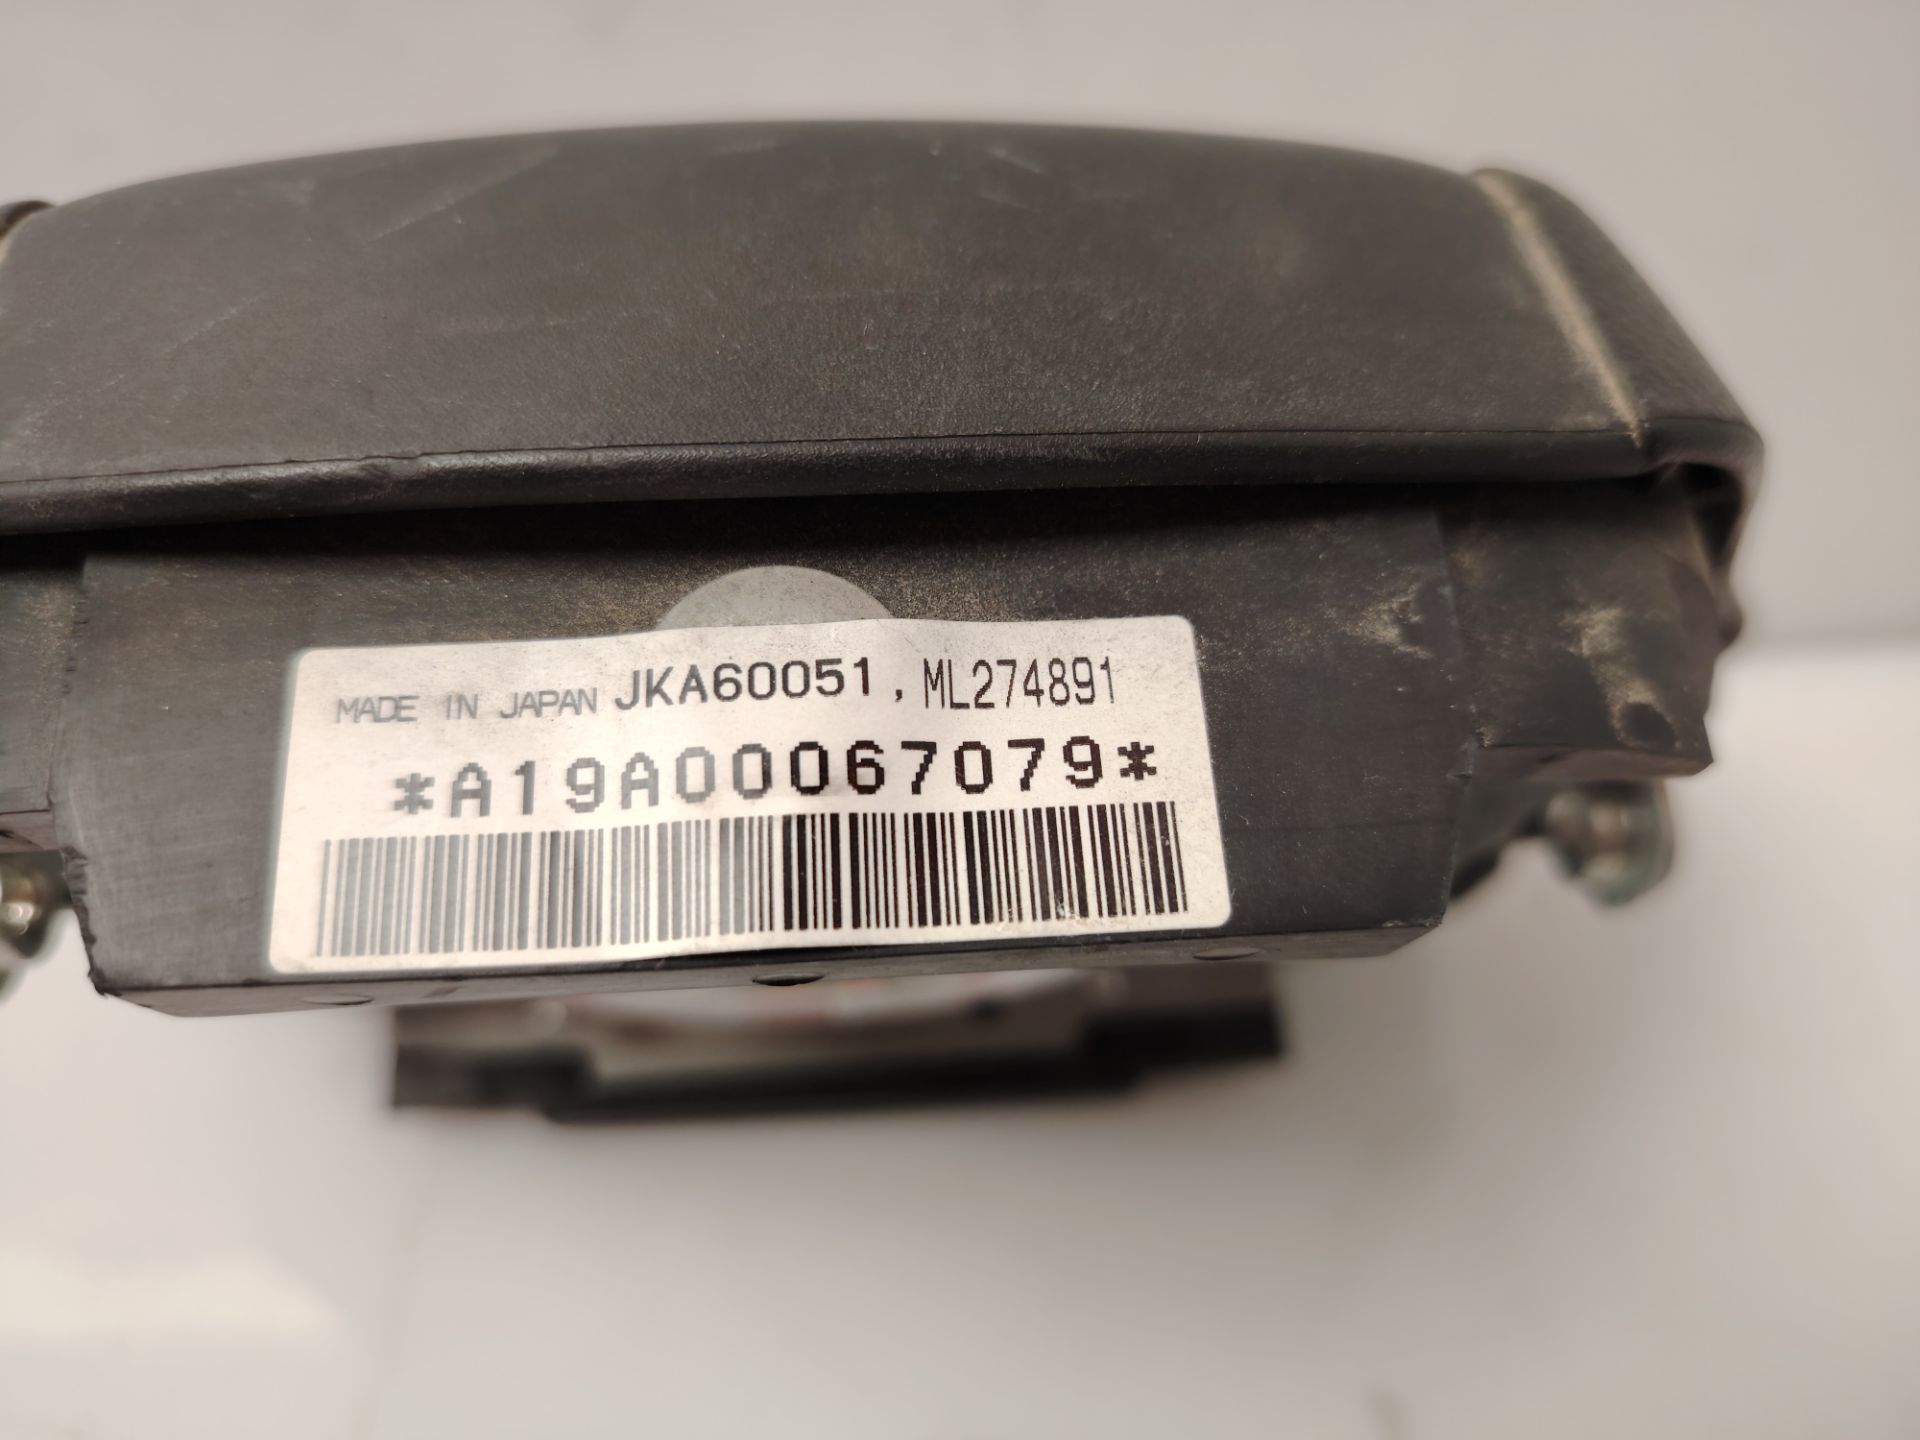 MADE IN JAPAN JKA60051, ML274891
*A19A00067079*